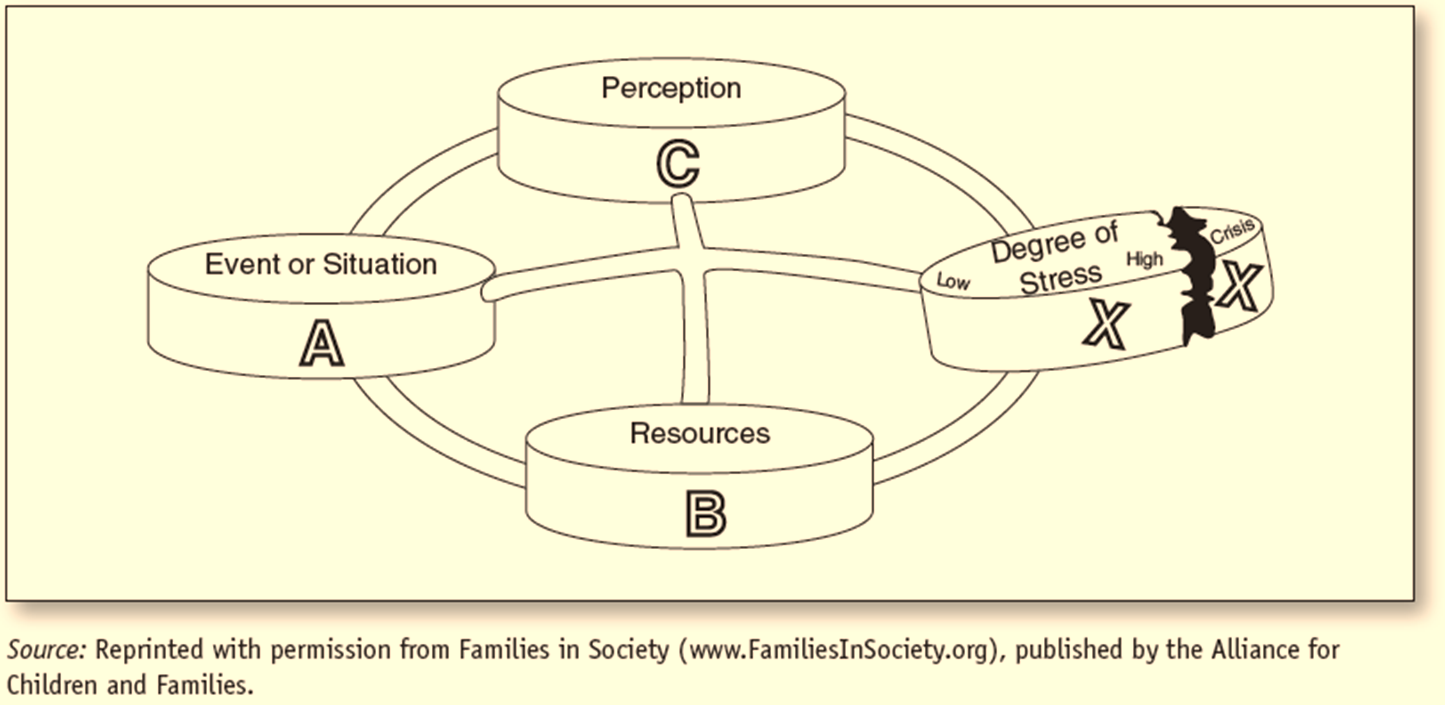 Perception
C
Event or Situation
A
Degree of
Stress
Low
High
Crisis
X
X
Resources
B
Source: Reprinted with permission from Families in Society (www.FamiliesInSociety.org), published by the Alliance for
Children and Families.